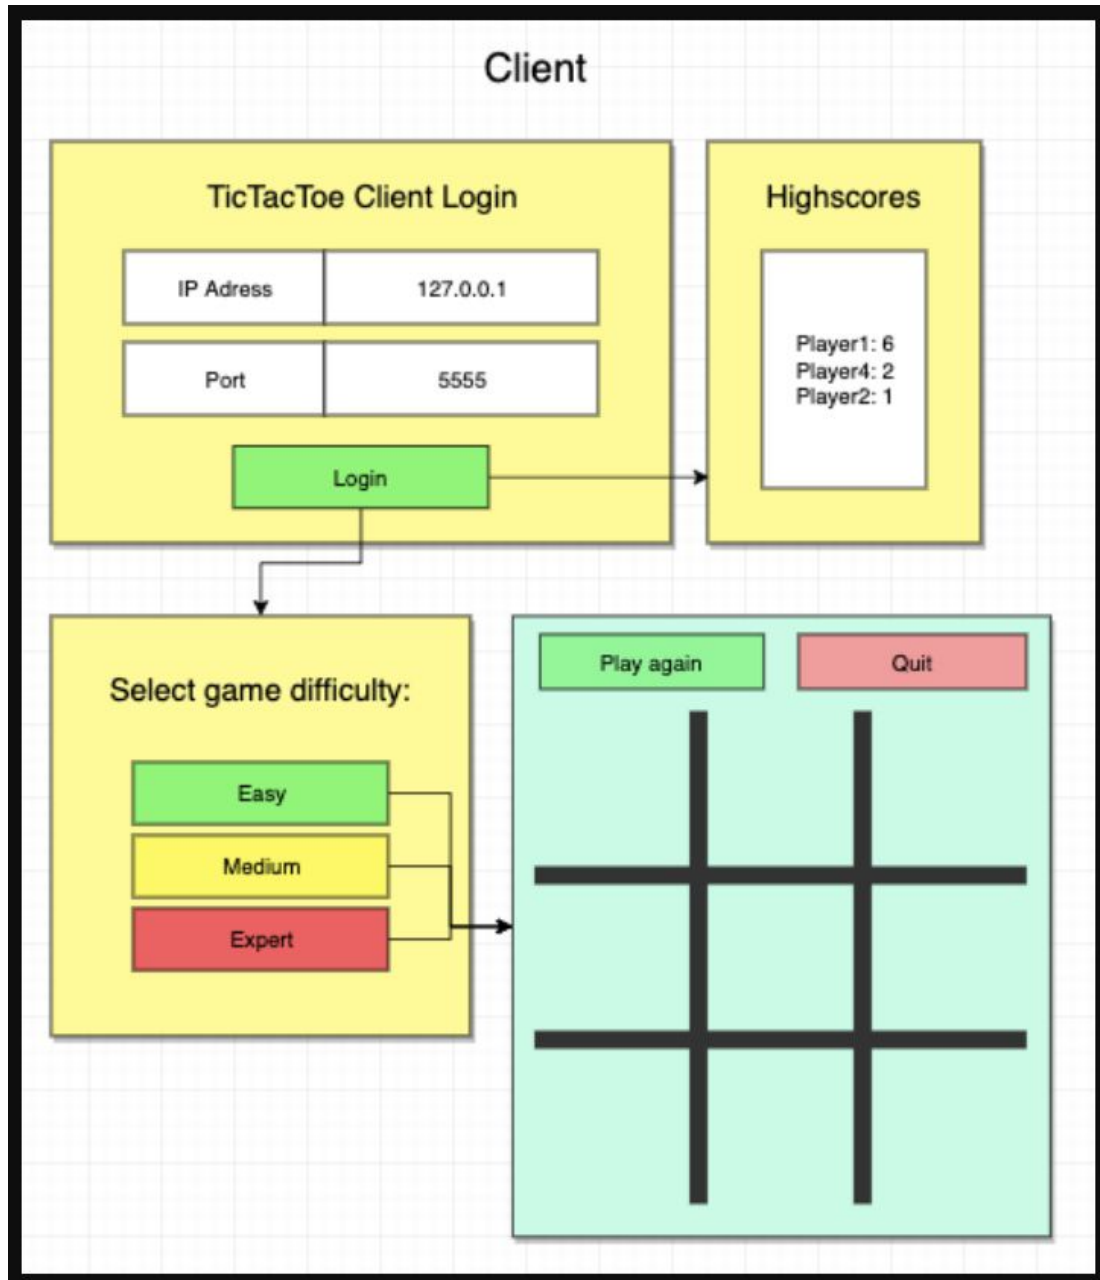 Client
TicTacToe Client Login
IP Adress
127.0.0.1
Port
5555
Login
Highscores
Player1: 6
Player4: 2
Player2: 1
Select game difficulty:
Easy
Medium
Expert
Play again
Quit